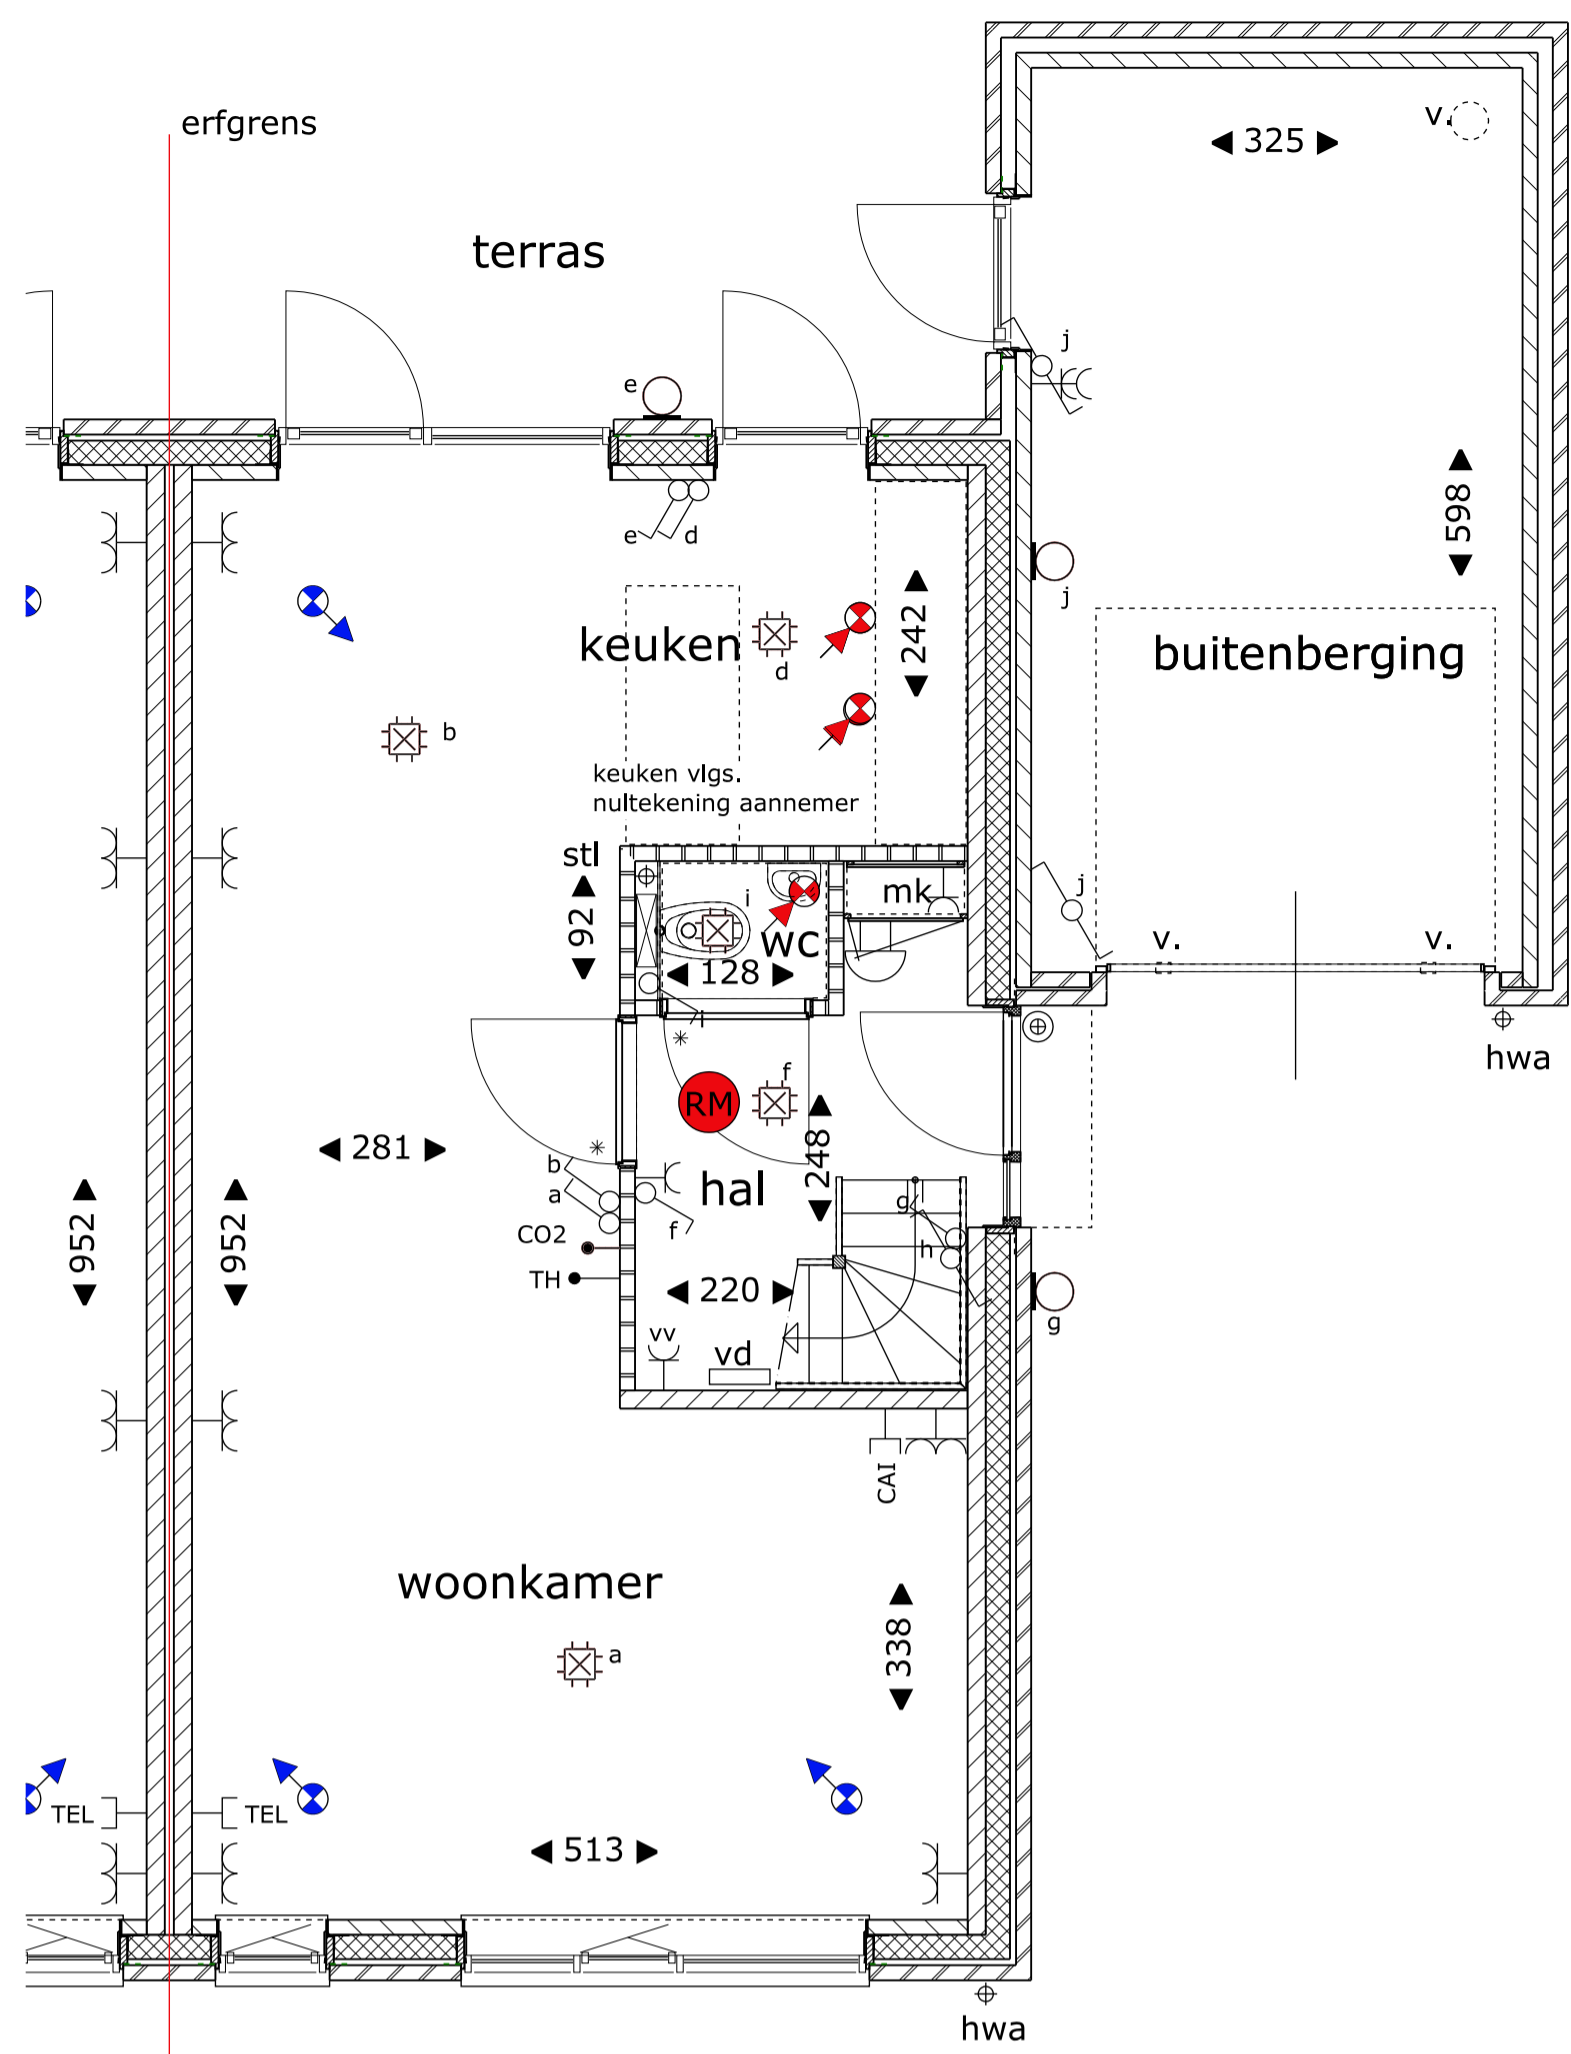 erfgrens
v.
325
terras
j
e
e
d
598
j
242
keuken
d
buitenberging
b
keuken vlgs.
nultekening aannemer
stl
mk
j
i
92
wc
v.
v.
128
i
hwa
f
RM
281
248
hal
b
a
f
g
CO2
h
952
952
TH
220
g
vv
vd
CAI
woonkamer
338
a
TEL
TEL
513
hwa